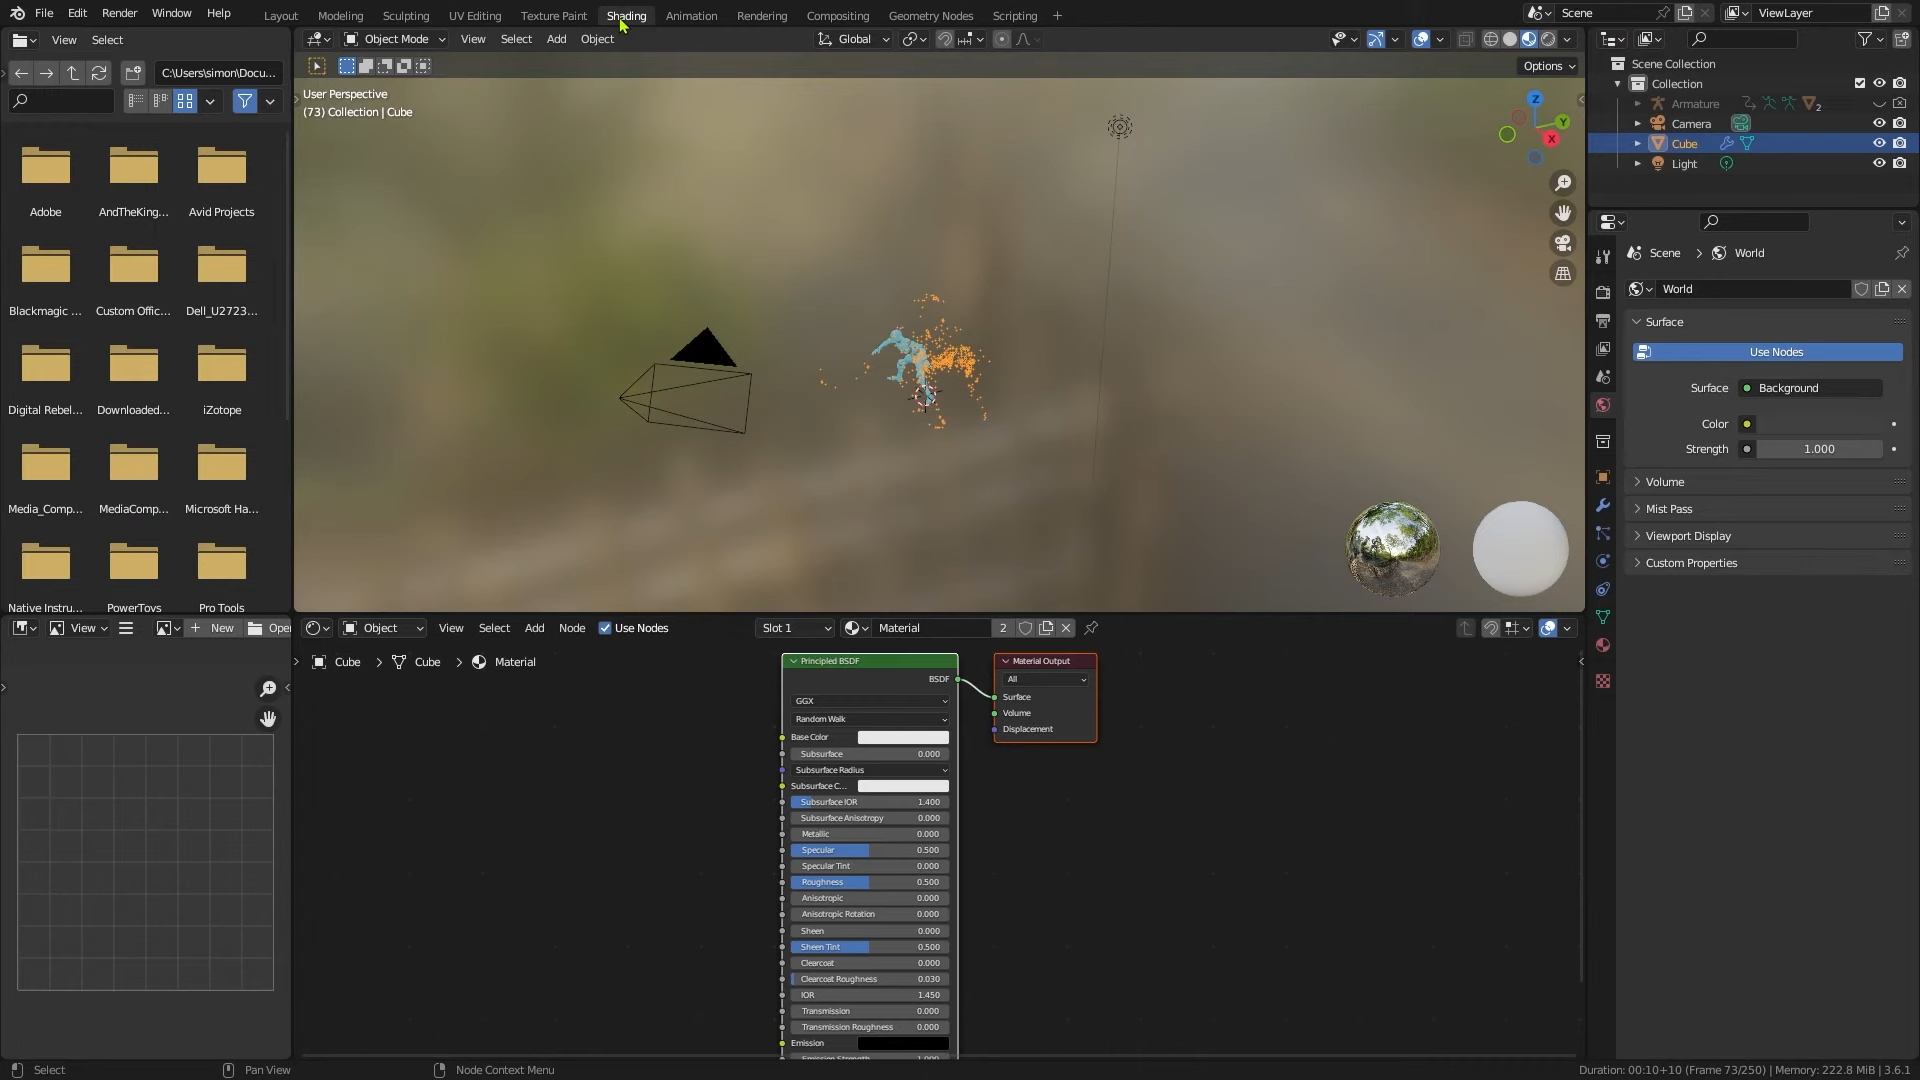 File Edit Render Window Help Layout Modeling Sculpting UV Editing Texture Paint Shading Animation Rendering Compositing Geometry Nodes Scripting + Scene ViewLayer
View Select
Object Mode View Select Add Object Global
C:\Users\simon\Docu...
Options
User Perspective
(73) Collection | Cube
Z
Y
X
Scene Collection
Collection
Armature 2
Camera
Cube
Light
Adobe AndTheKing... Avid Projects
Blackmagic ... Custom Offic... Dell_U2723...
Digital Rebel... Downloaded... iZotope
Media_Comp... MediaComp... Microsoft Ha...
Native Instru... PowerToys Pro Tools
Scene > World
World
Surface
Use Nodes
Surface Background
Color
Strength 1.000
Volume
Mist Pass
Viewport Display
Custom Properties
View + New Open
Object View Select Add Node Use Nodes Slot 1 Material 2
Cube > Cube > Material
Principled BSDF
BSDF
GGX
Random Walk
Base Color
Subsurface 0.000
Subsurface Radius
Subsurface C...
Subsurface IOR 1.400
Subsurface Anisotropy 0.000
Metallic 0.000
Specular 0.500
Specular Tint 0.000
Roughness 0.500
Anisotropic 0.000
Anisotropic Rotation 0.000
Sheen 0.000
Sheen Tint 0.500
Clearcoat 0.000
Clearcoat Roughness 0.030
IOR 1.450
Transmission 0.000
Transmission Roughness 0.000
Emission
Emission Strength 1.000
Material Output
All
Surface
Volume
Displacement
Select Pan View Node Context Menu Duration: 00:10+10 (Frame 73/250) | Memory: 222.8 MiB | 3.6.1